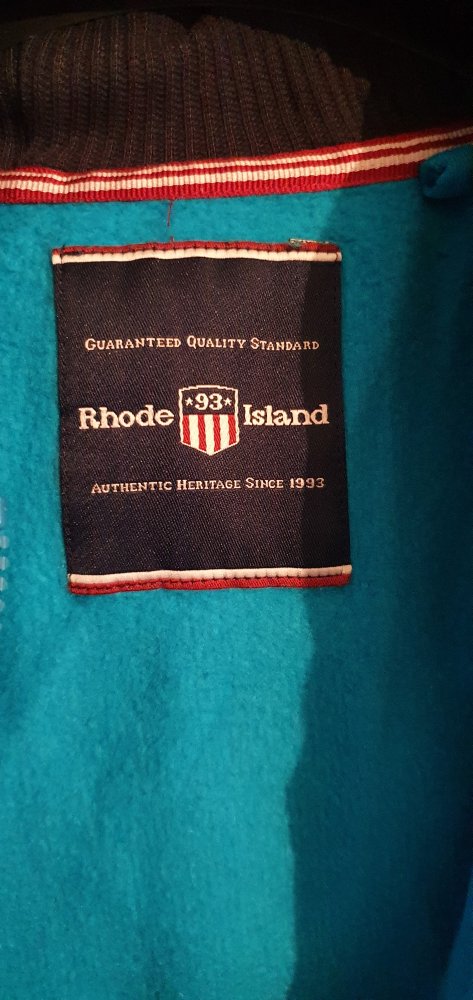 GUARANTEED QUALITY STANDARD
Rhode ★93★ Island
AUTHENTIC HERITAGE SINCE 1993